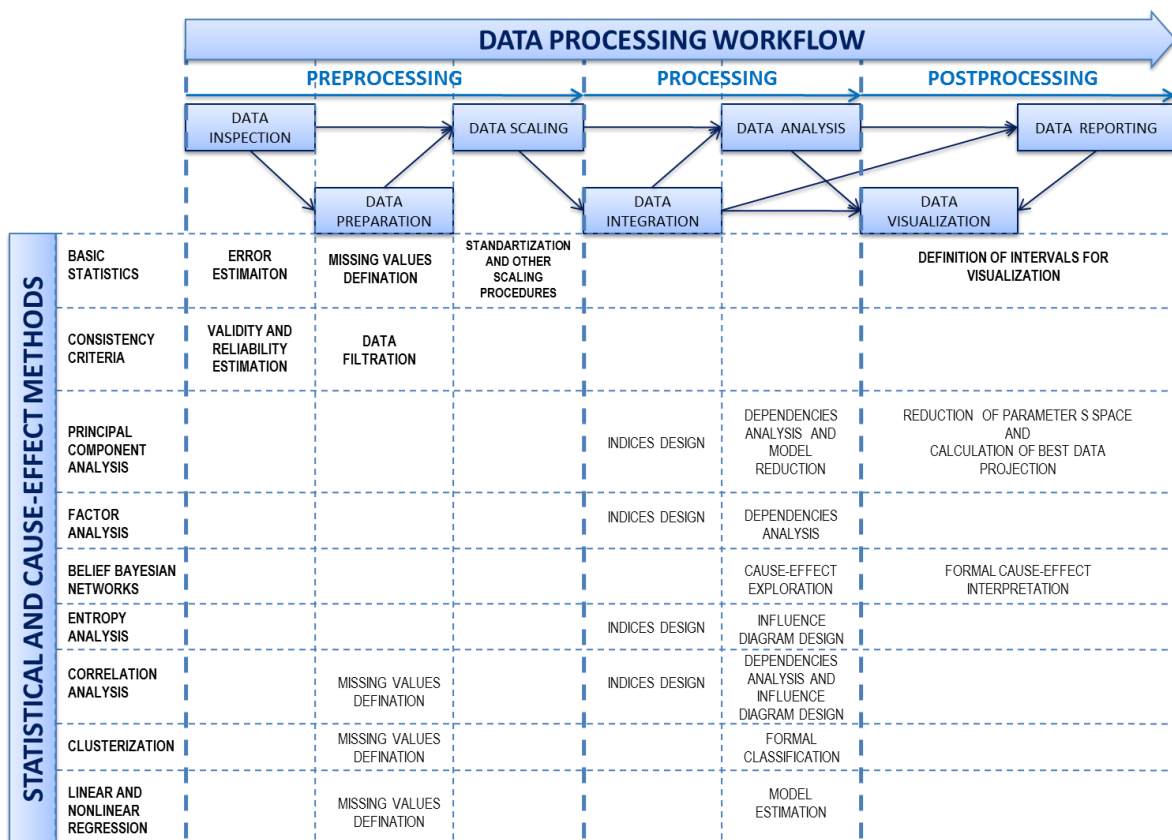 DATA PROCESSING WORKFLOW
PREPROCESSING
PROCESSING
POSTPROCESSING
DATA
INSPECTION
DATA SCALING
DATA ANALYSIS
DATA REPORTING
DATA
PREPARATION
DATA
INTEGRATION
DATA
VISUALIZATION
STATISTICAL AND CAUSE-EFFECT METHODS
BASIC
STATISTICS
ERROR
ESTIMAITON
MISSING VALUES
DEFINATION
STANDARTIZATION
AND OTHER
SCALING
PROCEDURES
DEFINITION OF INTERVALS FOR
VISUALIZATION
CONSISTENCY
CRITERIA
VALIDITY AND
RELIABILITY
ESTIMATION
DATA
FILTRATION
PRINCIPAL
COMPONENT
ANALYSIS
INDICES DESIGN
DEPENDENCIES
ANALYSIS AND
MODEL
REDUCTION
REDUCTION OF PARAMETER S SPACE
AND
CALCULATION OF BEST DATA
PROJECTION
FACTOR
ANALYSIS
INDICES DESIGN
DEPENDENCIES
ANALYSIS
BELIEF BAYESIAN
NETWORKS
CAUSE-EFFECT
EXPLORATION
FORMAL CAUSE-EFFECT
INTERPRETATION
ENTROPY
ANALYSIS
INDICES DESIGN
INFLUENCE
DIAGRAM DESIGN
CORRELATION
ANALYSIS
MISSING VALUES
DEFINATION
INDICES DESIGN
DEPENDENCIES
ANALYSIS AND
INFLUENCE
DIAGRAM DESIGN
CLUSTERIZATION
MISSING VALUES
DEFINATION
FORMAL
CLASSIFICATION
LINEAR AND
NONLINEAR
REGRESSION
MISSING VALUES
DEFINATION
MODEL
ESTIMATION